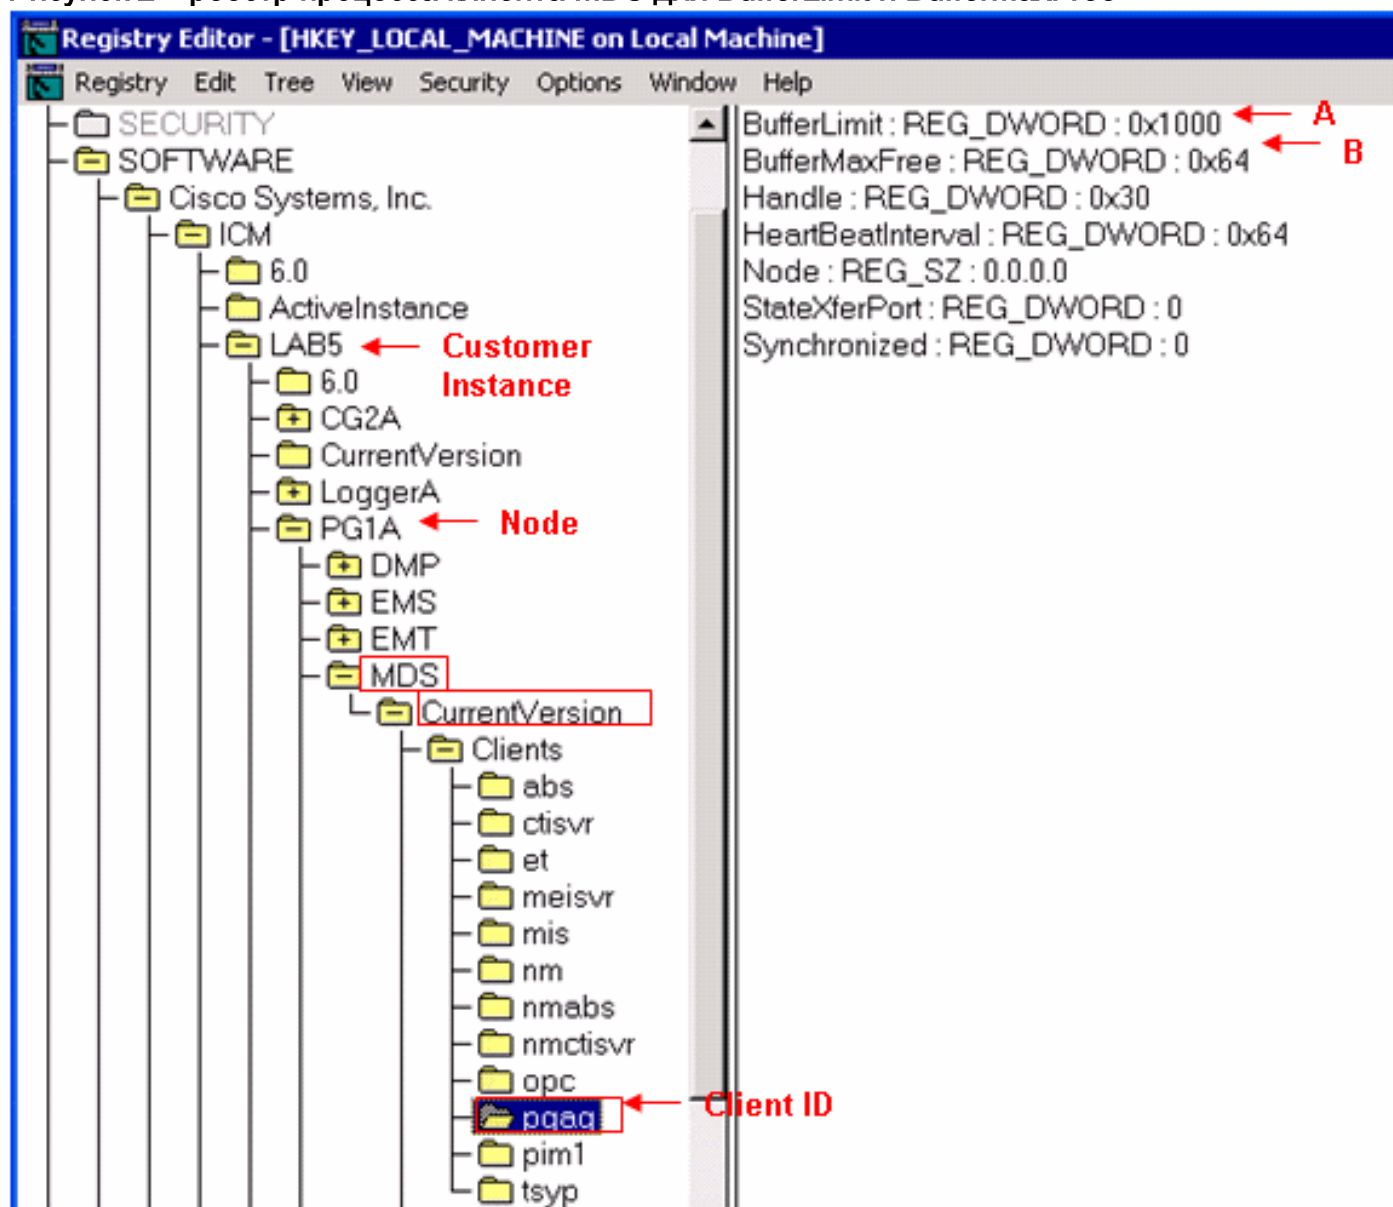 Registry Editor - [HKEY_LOCAL_MACHINE on Local Machine]
Registry Edit Tree View Security Options Window Help
SECURITY
SOFTWARE
Cisco Systems, Inc.
ICM
6.0
ActiveInstance
LAB5
Customer
Instance
6.0
CG2A
CurrentVersion
LoggerA
PG1A
Node
DMP
EMS
EMT
MDS
CurrentVersion
Clients
abs
ctisvr
et
meisvr
mis
nm
nmabs
nmctisvr
opc
pqaq
Client ID
pim1
tsyp
BufferLimit : REG_DWORD : 0x1000
A
BufferMaxFree : REG_DWORD : 0x64
B
Handle : REG_DWORD : 0x30
HeartBeatInterval : REG_DWORD : 0x64
Node : REG_SZ : 0.0.0.0
StateXferPort : REG_DWORD : 0
Synchronized : REG_DWORD : 0